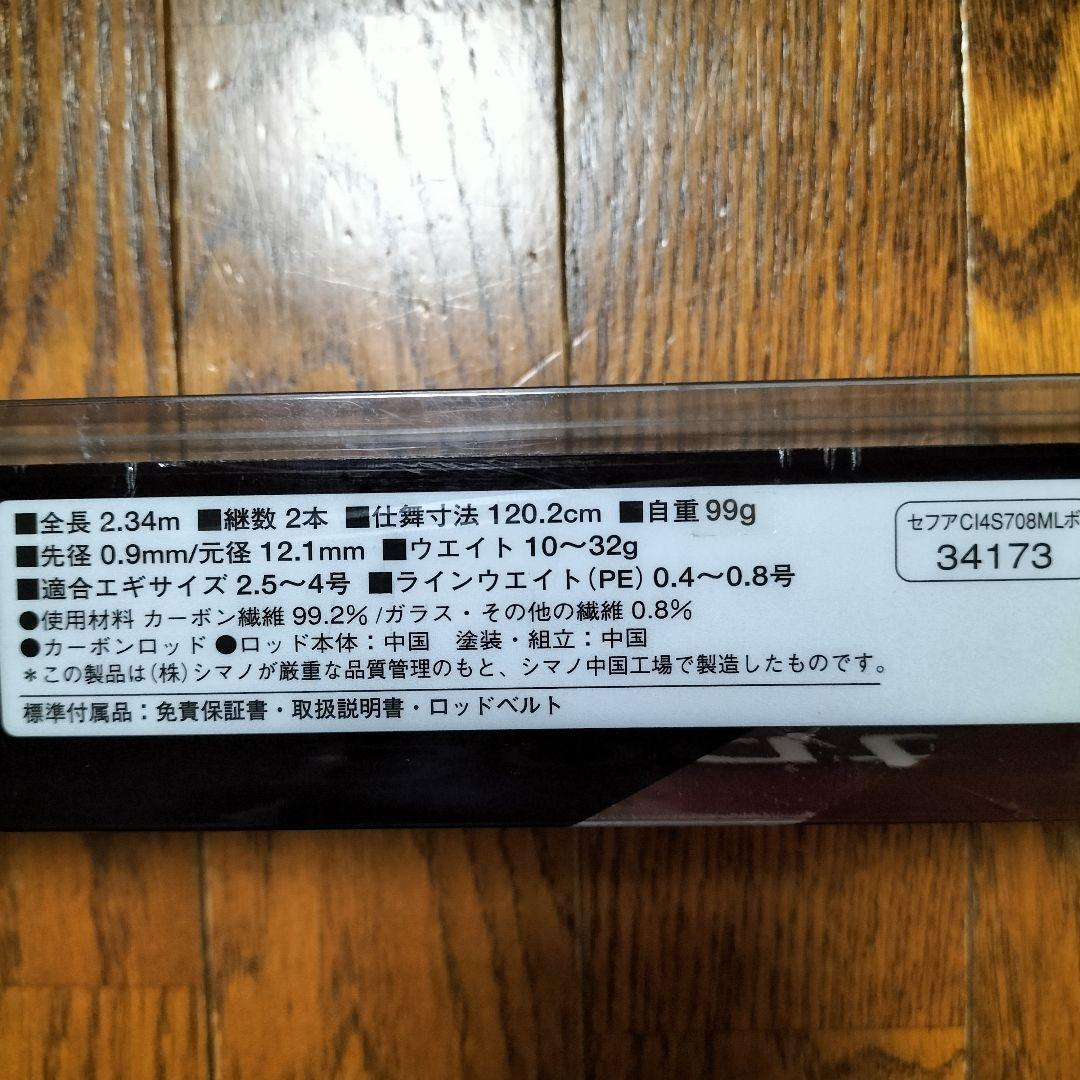 ■全長 2.34m ■継数 2本 ■仕舞寸法 120.2cm ■自重 99g
■先径 0.9mm/元径 12.1mm ■ウエイト 10〜32g
■適合エギサイズ 2.5〜4号 ■ラインウエイト(PE) 0.4〜0.8号
●使用材料 カーボン繊維 99.2% /ガラス・その他の繊維 0.8%
●カーボンロッド ●ロッド本体：中国 塗装・組立：中国
＊この製品は(株)シマノが厳重な品質管理のもと、シマノ中国工場で製造したものです。
標準付属品：免責保証書・取扱説明書・ロッドベルト
セフアCI4S708MLボ
34173